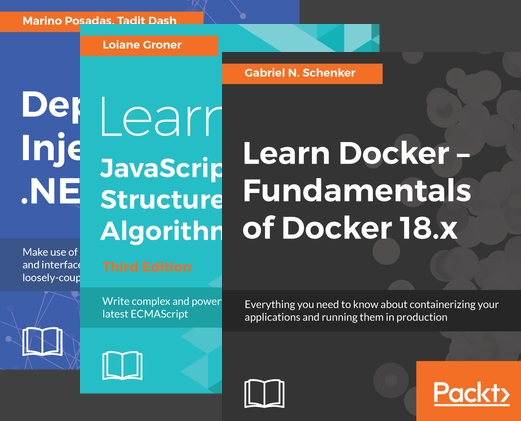 Marino Posadas, Tadit Dash
Dep
Inje
.NE
Make use of
and interface
loosely-coup
Loiane Groner
Learn
JavaScrip
Structure
Algorithm
Third Edition
Write complex and power
latest ECMAScript
Gabriel N. Schenker
Learn Docker –
Fundamentals
of Docker 18.x
Everything you need to know about containerizing your
applications and running them in production
Packt>